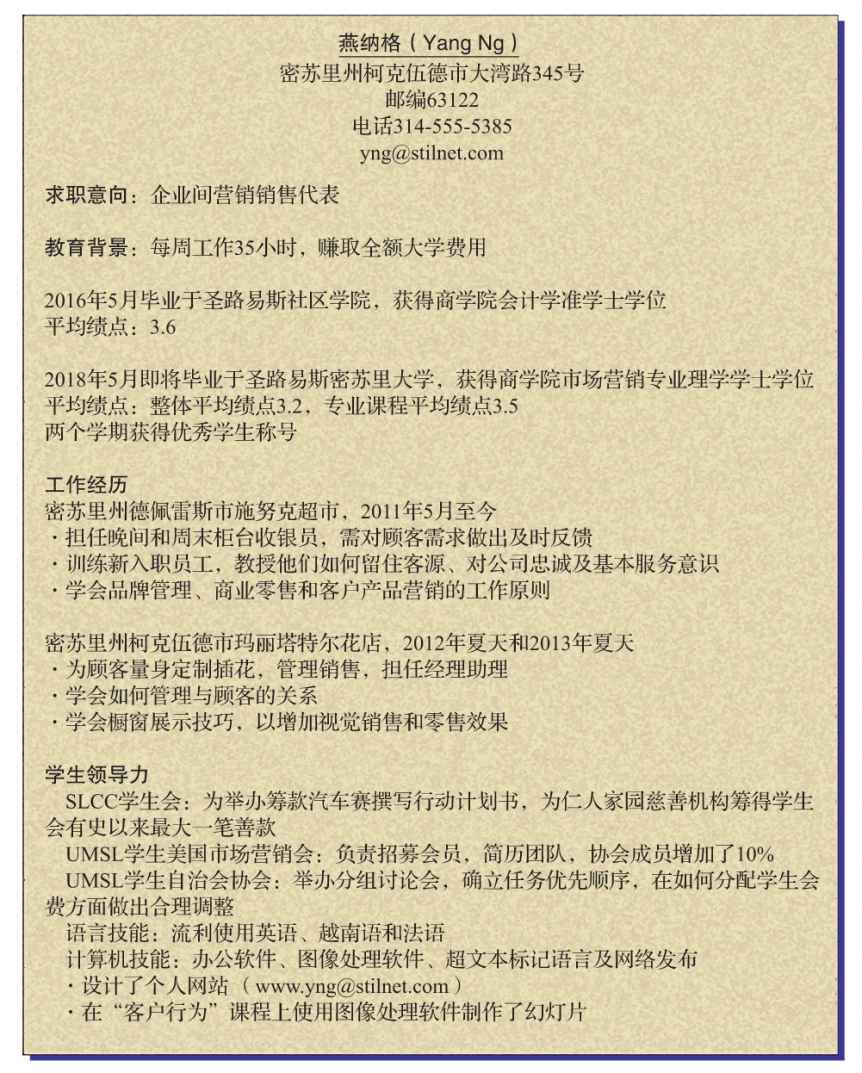 燕纳格（Yang Ng）
密苏里州柯克伍德市大湾路345号
邮编63122
电话314-555-5385
yng@stilnet.com
求职意向：企业间营销销售代表
教育背景：每周工作35小时，赚取全额大学费用
2016年5月毕业于圣路易斯社区学院，获得商学院会计学准学士学位
平均绩点：3.6
2018年5月即将毕业于圣路易斯密苏里大学，获得商学院市场营销专业理学学士学位
平均绩点：整体平均绩点3.2，专业课程平均绩点3.5
两个学期获得优秀学生称号
工作经历
密苏里州德佩雷斯市施努克超市，2011年5月至今
·担任晚间和周末柜台收银员，需对顾客需求做出及时反馈
·训练新入职员工，教授他们如何留住客源、对公司忠诚及基本服务意识
·学会品牌管理、商业零售和客户产品营销的工作原则
密苏里州柯克伍德市玛丽塔特尔花店，2012年夏天和2013年夏天
·为顾客量身定制插花，管理销售，担任经理助理
·学会如何管理与顾客的关系
·学会橱窗展示技巧，以增加视觉销售和零售效果
学生领导力
SLCC学生会：为举办筹款汽车赛撰写行动计划书，为仁人家园慈善机构筹得学生
会有史以来最大一笔善款
UMSL学生美国市场营销会：负责招募会员，简历团队，协会成员增加了10%
UMSL学生自治会协会：举办分组讨论会，确立任务优先顺序，在如何分配学生会
费方面做出合理调整
语言技能：流利使用英语、越南语和法语
计算机技能：办公软件、图像处理软件、超文本标记语言及网络发布
·设计了个人网站（www.yng@stilnet.com）
·在“客户行为”课程上使用图像处理软件制作了幻灯片